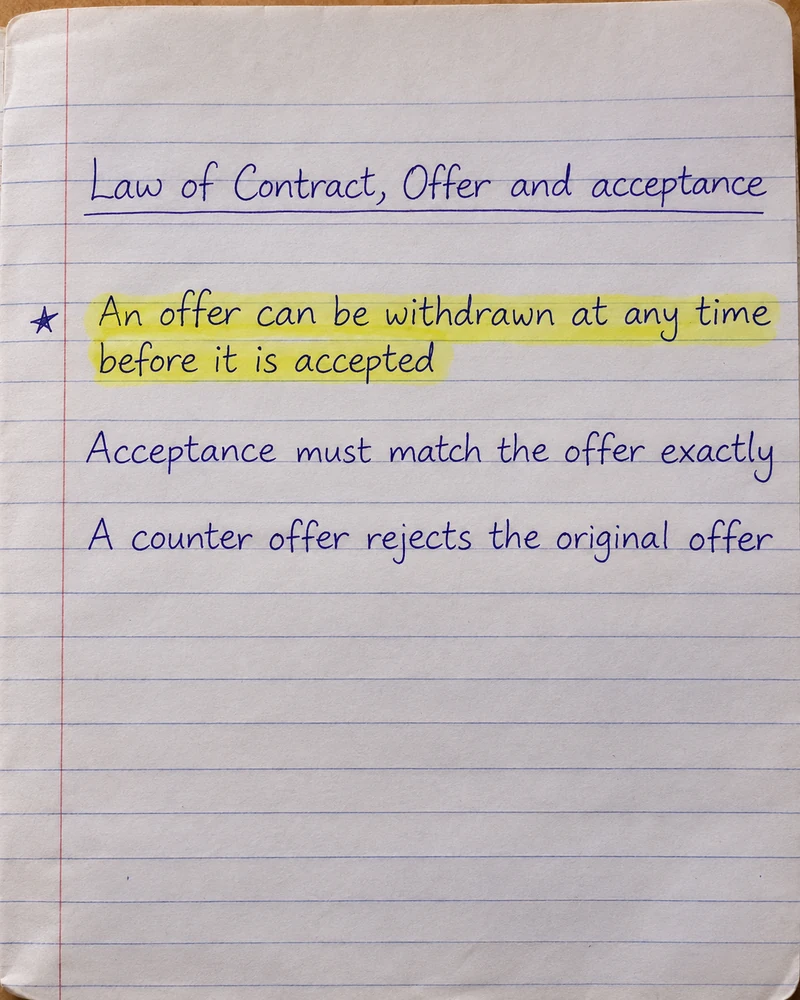 Law of Contract, Offer and acceptance
An offer can be withdrawn at any time
before it is accepted
Acceptance must match the offer exactly
A counter offer rejects the original offer